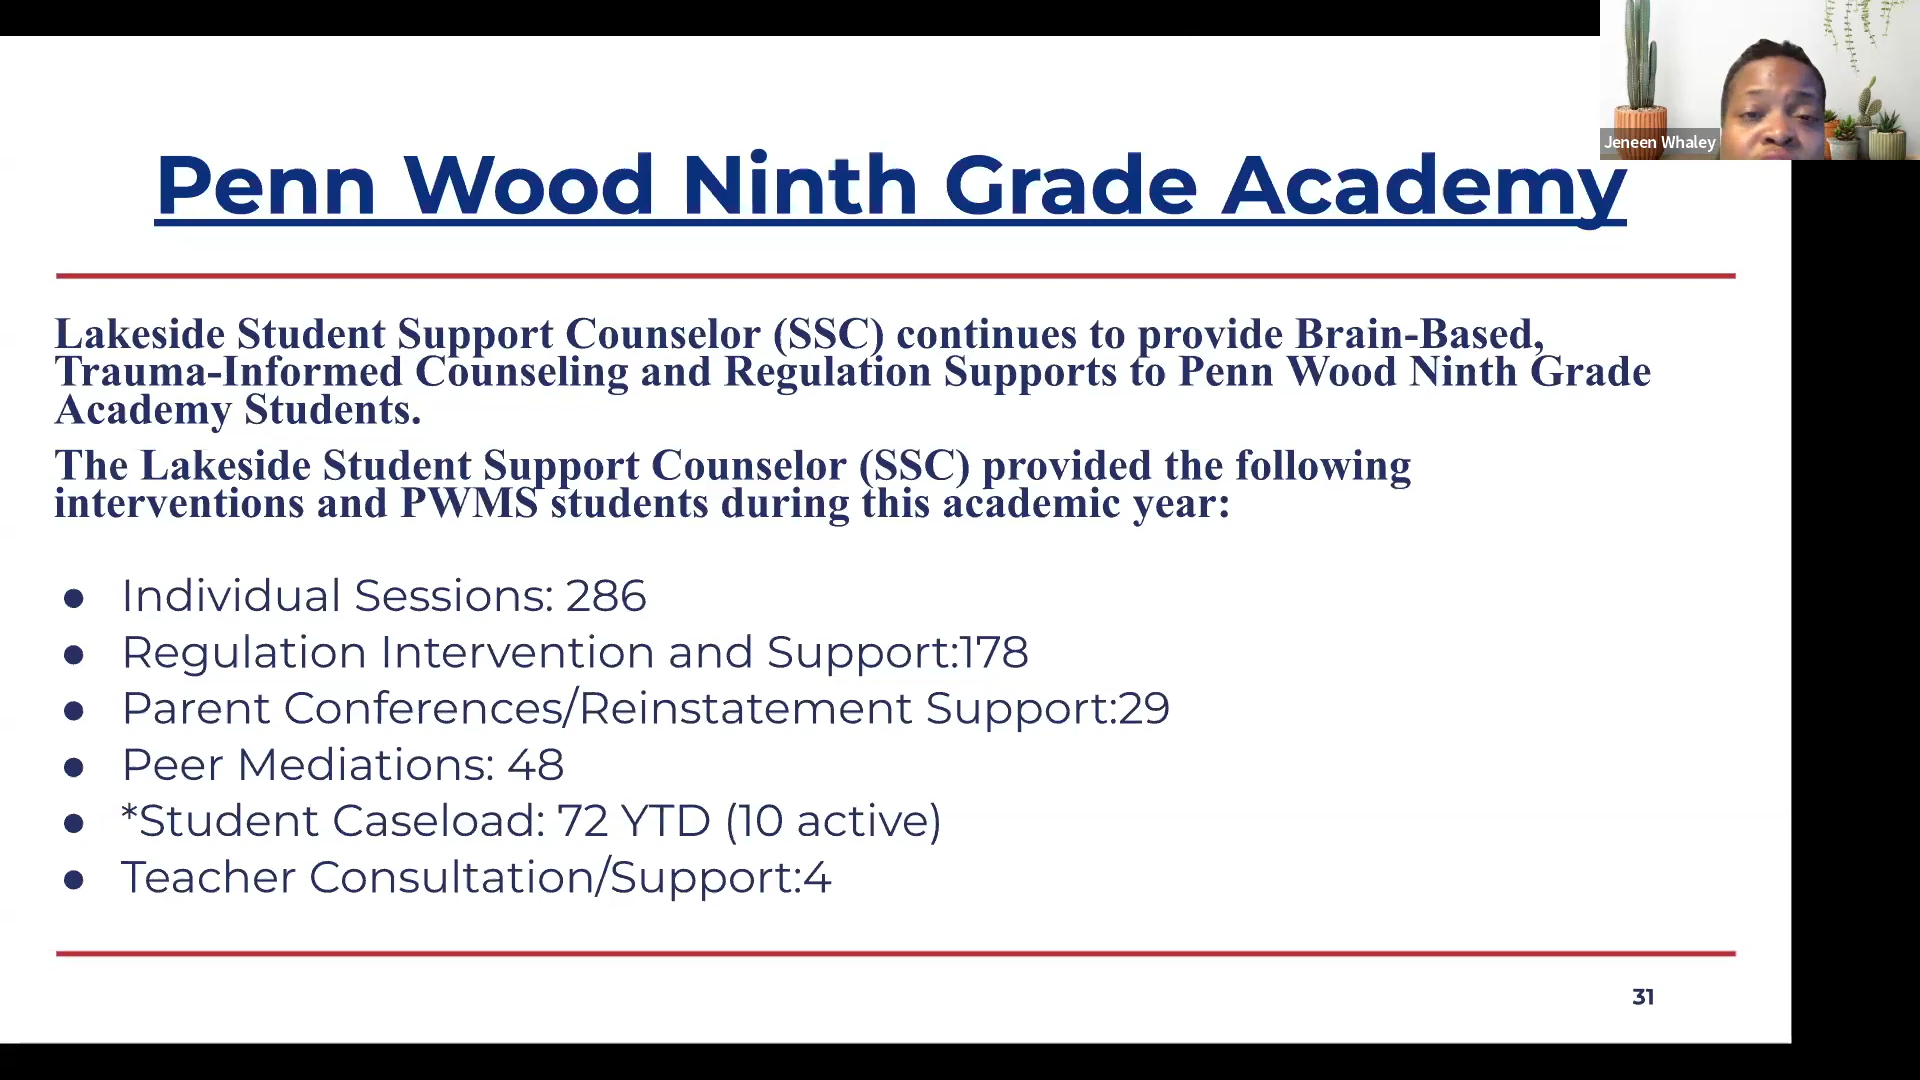 Jeneen Whaley
Penn Wood Ninth Grade Academy
Lakeside Student Support Counselor (SSC) continues to provide Brain-Based,
Trauma-Informed Counseling and Regulation Supports to Penn Wood Ninth Grade
Academy Students.
The Lakeside Student Support Counselor (SSC) provided the following
interventions and PWMS students during this academic year:
● Individual Sessions: 286
● Regulation Intervention and Support:178
● Parent Conferences/Reinstatement Support:29
● Peer Mediations: 48
● *Student Caseload: 72 YTD (10 active)
● Teacher Consultation/Support:4
31